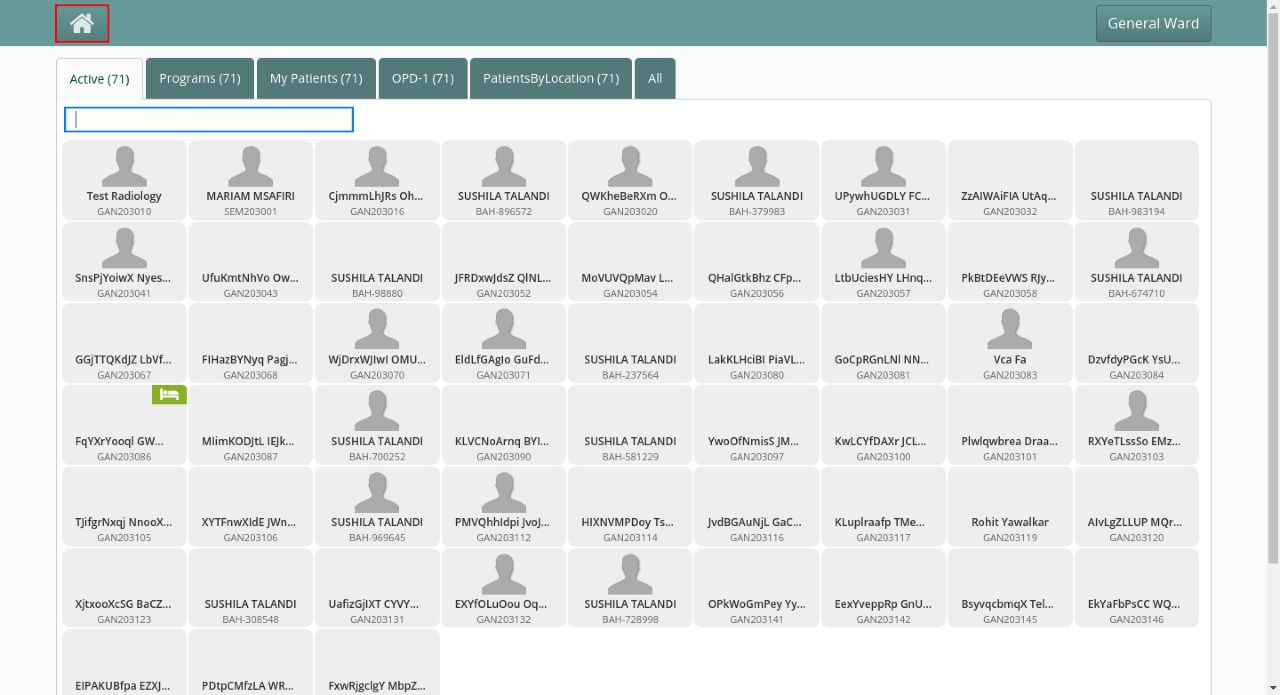 General Ward
Active (71)
Programs (71)
My Patients (71)
OPD-1 (71)
PatientsByLocation (71)
All
Test Radiology
GAN203010
MARIAM MSAFIRI
SEM203001
CjmmmLhJRs Oh...
GAN203016
SUSHILA TALANDI
BAH-896572
QWKheBeRXm O...
GAN203020
SUSHILA TALANDI
BAH-379983
UPywhUGDLY FC...
GAN203031
ZzAIWAiFIA UtAq...
GAN203032
SUSHILA TALANDI
BAH-983194
SnsPjYoiwX Nyes...
GAN203041
UfuKmtNhVo Ow...
GAN203043
SUSHILA TALANDI
BAH-98880
JFRDxwJdsZ QlNL...
GAN203052
MoVUVQpMav L...
GAN203054
QHalGtkBhz CFp...
GAN203056
LtbUciesHY LHnq...
GAN203057
PkBtDEeVWS RJy...
GAN203058
SUSHILA TALANDI
BAH-674710
GGjTTQKdJZ LbVf...
GAN203067
FIHazBYNyq Pagj...
GAN203068
WjDrxWJIwI OMU...
GAN203070
EldLfGAgIo GuFd...
GAN203071
SUSHILA TALANDI
BAH-237564
LakKLHciBI PiaVL...
GAN203080
GoCpRGnLNl NN...
GAN203081
Vca Fa
GAN203083
DzvfdyPGcK YsU...
GAN203084
FqYXrYooql GW...
GAN203086
MIimKODJtL IEJk...
GAN203087
SUSHILA TALANDI
BAH-700252
KLVCNoArnq BYI...
GAN203090
SUSHILA TALANDI
BAH-581229
YwoOfNmisS JM...
GAN203097
KwLCYfDAXr JCL...
GAN203100
Plwlqwbrea Draa...
GAN203101
RXYeTLssSo EMz...
GAN203103
TJifgrNxqj NnooX...
GAN203105
XYTFnwXIdE JWn...
GAN203106
SUSHILA TALANDI
BAH-969645
PMVQhhIdpi JvoJ...
GAN203112
HIXNVMPDoy Ts...
GAN203114
JvdBGAuNjL GaC...
GAN203116
KLuplraafp TMe...
GAN203117
Rohit Yawalkar
GAN203119
AIvLgZLLUP MQr...
GAN203120
XjtxooXcSG BaCZ...
GAN203123
SUSHILA TALANDI
BAH-308548
UafizGjIXT CYVY...
GAN203131
EXYfOLuOou Oq...
GAN203132
SUSHILA TALANDI
BAH-728998
OPkWoGmPey Yy...
GAN203141
EexYveppRp GnU...
GAN203142
BsyvqcbmqX Tel...
GAN203145
EkYaFbPsCC WQ...
GAN203146
EIPAKUBfpa EZXJ...
PDtpCMfzLA WR...
FxwRjgclgY MbpZ...